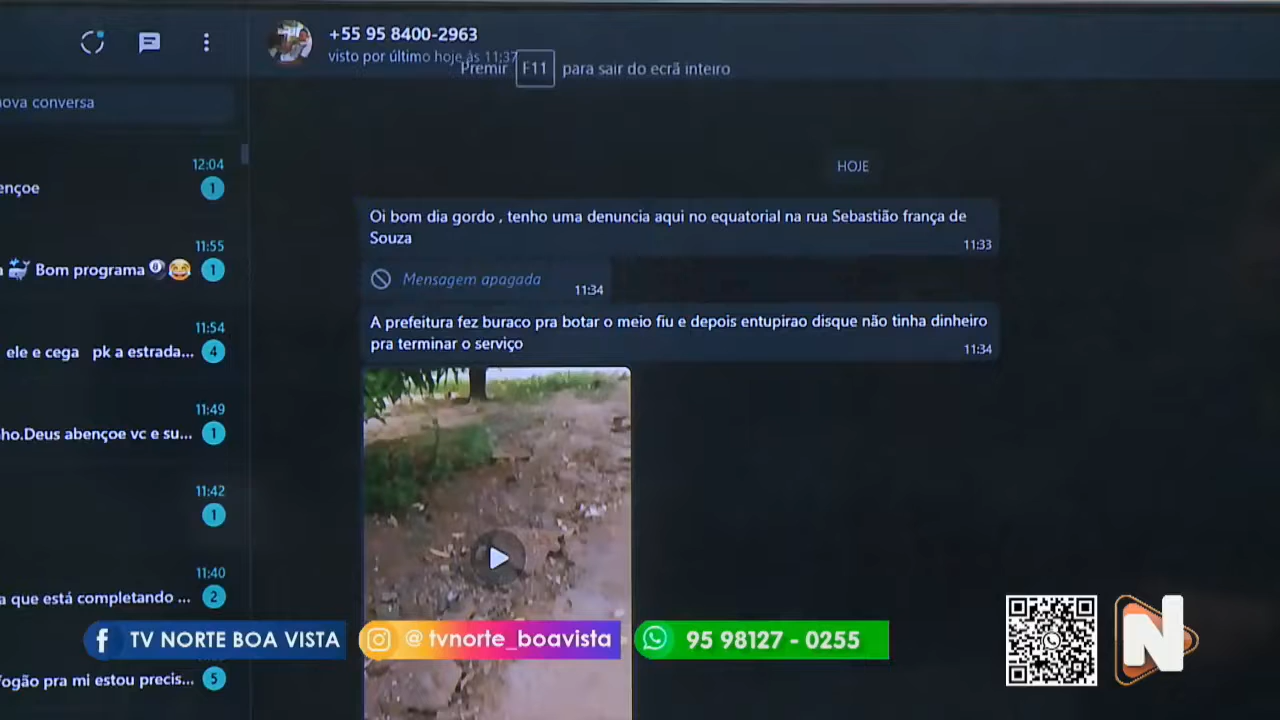 +55 95 8400-2963
visto por último hoje às 11:37
Premir F11 para sair do ecrã inteiro
nova conversa
12:04
ençoe
1
11:55
Bom programa
1
11:54
ele e cega pk a estrada...
4
11:49
nho.Deus abençoe vc e su...
1
11:42
1
11:40
a que está completando ...
2
fogão pra mi estou precis...
5
HOJE
Oi bom dia gordo , tenho uma denuncia aqui no equatorial na rua Sebastião frança de
Souza
11:33
Mensagem apagada
11:34
A prefeitura fez buraco pra botar o meio fiu e depois entupirao disque não tinha dinheiro
pra terminar o serviço
11:34
TV NORTE BOA VISTA
@tvnorte_boavista
95 98127 - 0255
N